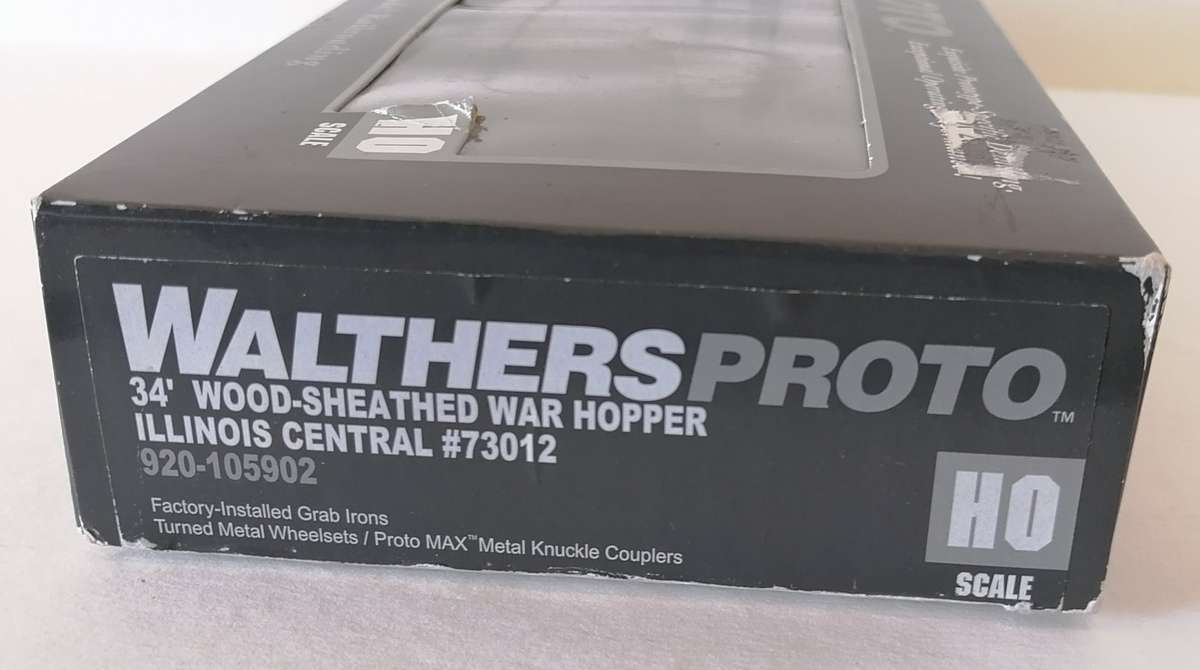 HO
SCALE
WALTHERSPROTO™
34' WOOD-SHEATHED WAR HOPPER
ILLINOIS CENTRAL #73012
920-105902
Factory-Installed Grab Irons
Turned Metal Wheelsets / Proto MAX™ Metal Knuckle Couplers
HO
SCALE